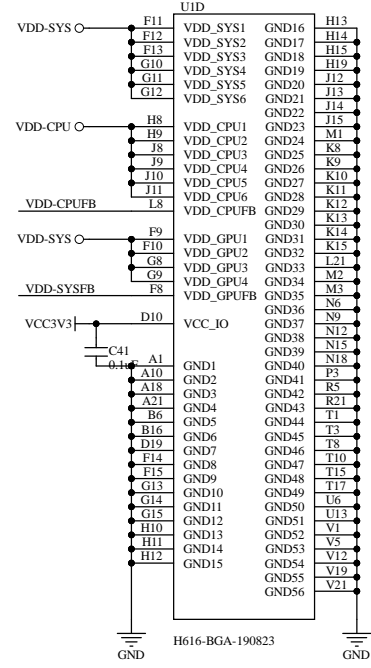 U1D
VDD-SYS F11 VDD_SYS1 GND16 H13
F12 VDD_SYS2 GND17 H14
F13 VDD_SYS3 GND18 H15
G10 VDD_SYS4 GND19 H19
G11 VDD_SYS5 GND20 J12
G12 VDD_SYS6 GND21 J13
GND22 J14
VDD-CPU H8 VDD_CPU1 GND23 J15
H9 VDD_CPU2 GND24 M1
J8 VDD_CPU3 GND25 K8
J9 VDD_CPU4 GND26 K9
J10 VDD_CPU5 GND27 K10
J11 VDD_CPU6 GND28 K11
VDD-CPUFB L8 VDD_CPUFB GND29 K12
GND30 K13
VDD-SYS F9 VDD_GPU1 GND31 K14
F10 VDD_GPU2 GND32 K15
G8 VDD_GPU3 GND33 L21
G9 VDD_GPU4 GND34 M2
VDD-SYSFB F8 VDD_GPUFB GND35 M3
GND36 N6
VCC3V3 D10 VCC_IO GND37 N9
GND38 N12
C41 GND39 N15
0.1uF A1 GND1 GND40 N18
A10 GND2 GND41 P3
A18 GND3 GND42 R5
A21 GND4 GND43 R21
B6 GND5 GND44 T1
B16 GND6 GND45 T3
D19 GND7 GND46 T8
F14 GND8 GND47 T10
F15 GND9 GND48 T15
G13 GND10 GND49 T17
G14 GND11 GND50 U6
G15 GND12 GND51 U13
H10 GND13 GND52 V1
H11 GND14 GND53 V5
H12 GND15 GND54 V12
GND55 V19
GND56 V21
GND H616-BGA-190823 GND